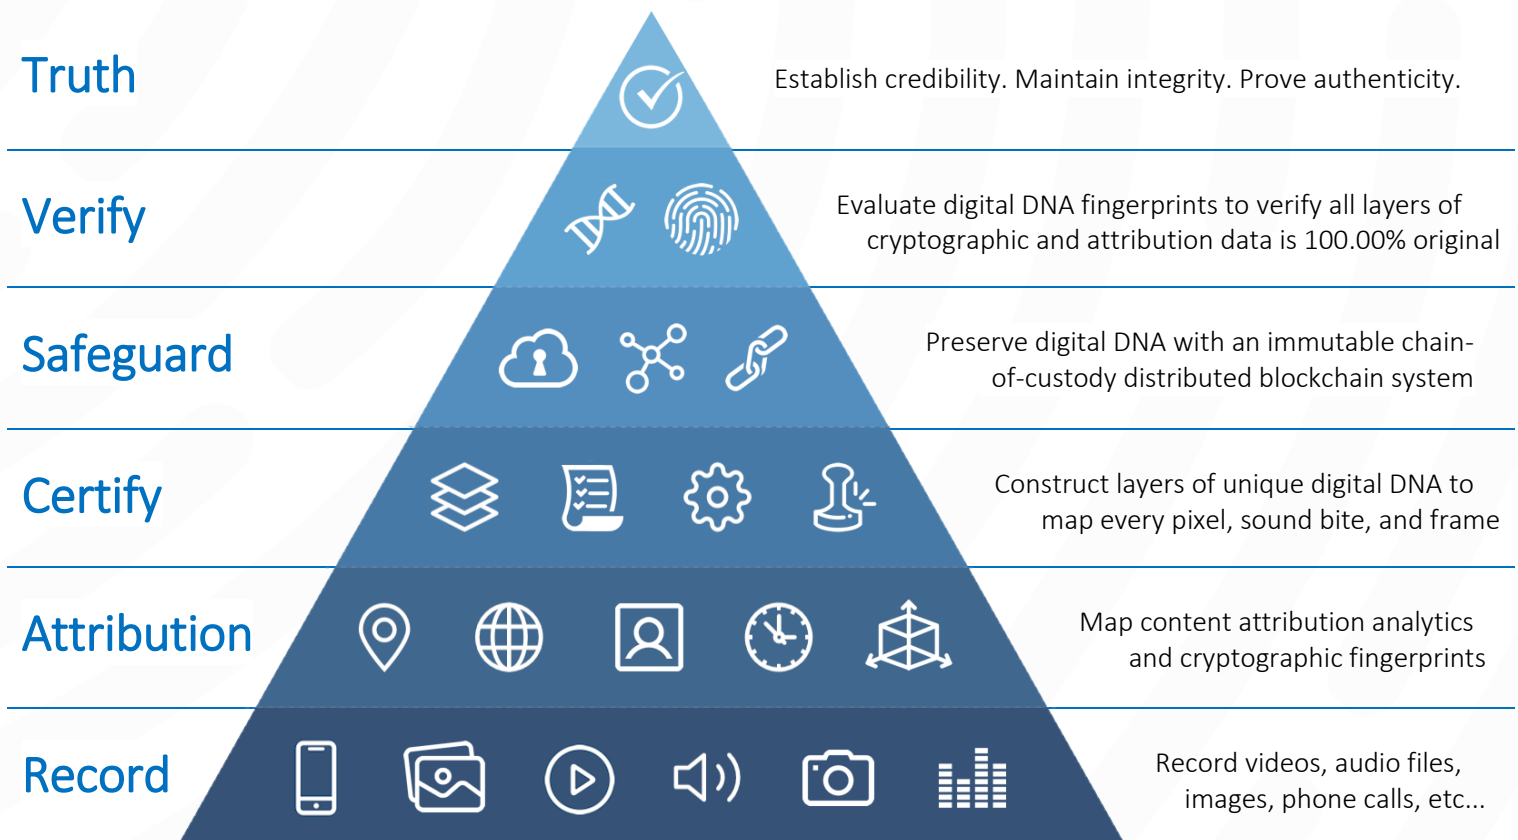 Truth
Establish credibility. Maintain integrity. Prove authenticity.
Verify
Evaluate digital DNA fingerprints to verify all layers of
cryptographic and attribution data is 100.00% original
Safeguard
Preserve digital DNA with an immutable chain-
of-custody distributed blockchain system
Certify
Construct layers of unique digital DNA to
map every pixel, sound bite, and frame
Attribution
Map content attribution analytics
and cryptographic fingerprints
Record
Record videos, audio files,
images, phone calls, etc...